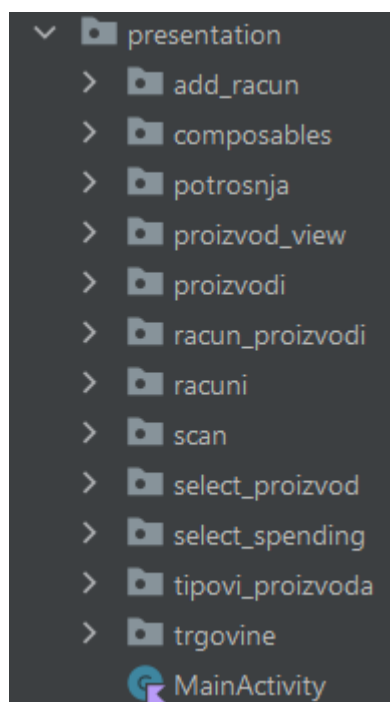 presentation
add_racun
composables
potrosnja
proizvod_view
proizvodi
racun_proizvodi
racuni
scan
select_proizvod
select_spending
tipovi_proizvoda
trgovine
MainActivity